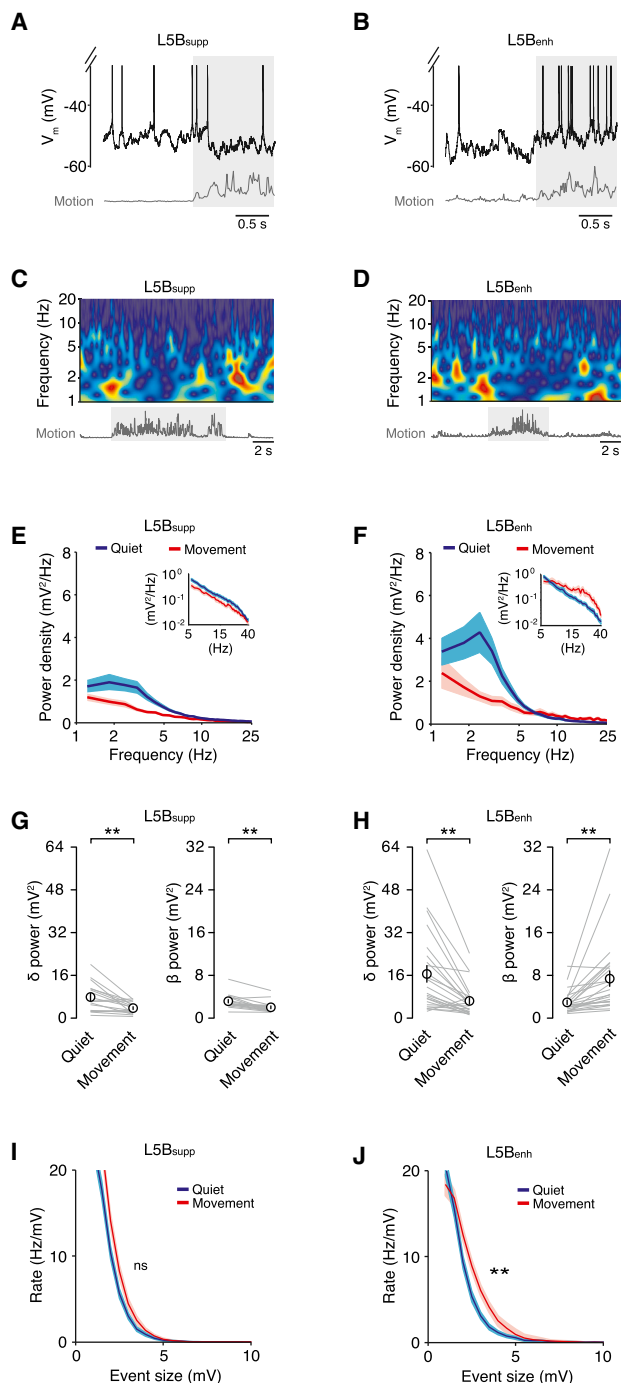 A
L5Bsupp
Vm (mV)
-40
-60
Motion
0.5 s
B
L5Benh
Vm (mV)
-40
-60
Motion
0.5 s
C
L5Bsupp
Frequency (Hz)
20
10
5
2
1
Motion
2 s
D
L5Benh
Frequency (Hz)
20
10
5
2
1
Motion
2 s
E
L5Bsupp
Quiet
Movement
Power density (mV²/Hz)
8
6
4
2
0
1
2
5
10
25
Frequency (Hz)
(mV²/Hz)
10⁰
10⁻¹
10⁻²
5
15
40
(Hz)
F
L5Benh
Quiet
Movement
Power density (mV²/Hz)
8
6
4
2
0
1
2
5
10
25
Frequency (Hz)
(mV²/Hz)
10⁰
10⁻¹
10⁻²
5
15
40
(Hz)
G
L5Bsupp
**
δ power (mV²)
64
48
32
16
0
Quiet
Movement
**
β power (mV²)
32
24
16
8
0
Quiet
Movement
H
L5Benh
**
δ power (mV²)
64
48
32
16
0
Quiet
Movement
**
β power (mV²)
32
24
16
8
0
Quiet
Movement
I
L5Bsupp
Quiet
Movement
ns
Rate (Hz/mV)
20
10
0
0
5
10
Event size (mV)
J
L5Benh
Quiet
Movement
**
Rate (Hz/mV)
20
10
0
0
5
10
Event size (mV)